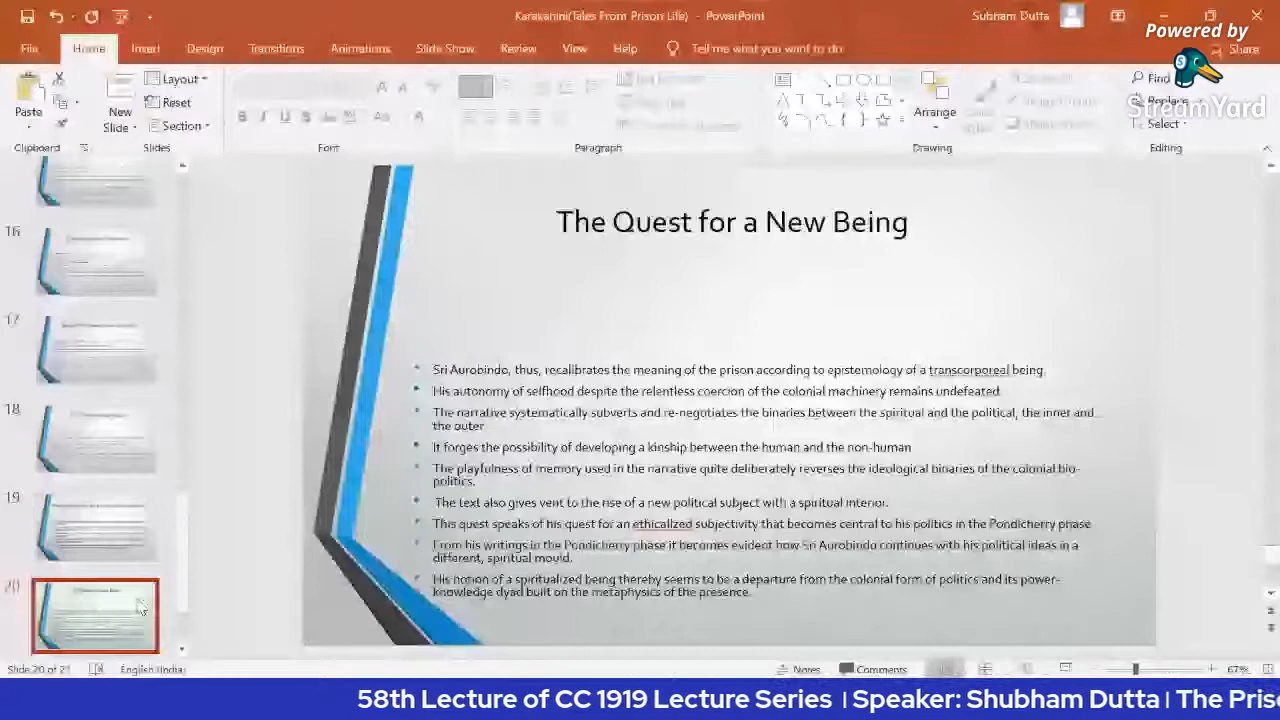 Karakahini(Tales From Prison Life) - PowerPoint
Subham Dutta
Powered by
File Home Insert Design Transitions Animations Slide Show Review View Help Tell me what you want to do Share
StreamYard
Paste
New
Slide
Layout
Reset
Section
Arrange
Find
Replace
Select
Clipboard Slides Font Paragraph Drawing Editing
16
17
18
19
20
The Quest for a New Being
Sri Aurobindo, thus, recalibrates the meaning of the prison according to epistemology of a transcorporeal being.
His autonomy of selfhood despite the relentless coercion of the colonial machinery remains undefeated
The narrative systematically subverts and re-negotiates the binaries between the spiritual and the political, the inner and
the outer
It forges the possibility of developing a kinship between the human and the non-human
The playfulness of memory used in the narrative quite deliberately reverses the ideological binaries of the colonial bio-
politics.
The text also gives vent to the rise of a new political subject with a spiritual interior.
This quest speaks of his quest for an ethicalized subjectivity that becomes central to his politics in the Pondicherry phase
From his writings in the Pondicherry phase it becomes evident how Sri Aurobindo continues with his political ideas in a
different, spiritual mould.
His notion of a spiritualized being thereby seems to be a departure from the colonial form of politics and its power-
knowledge dyad built on the metaphysics of the presence.
Slide 20 of 21 English (India) Notes Comments 67%
58th Lecture of CC 1919 Lecture Series | Speaker: Shubham Dutta | The Pris